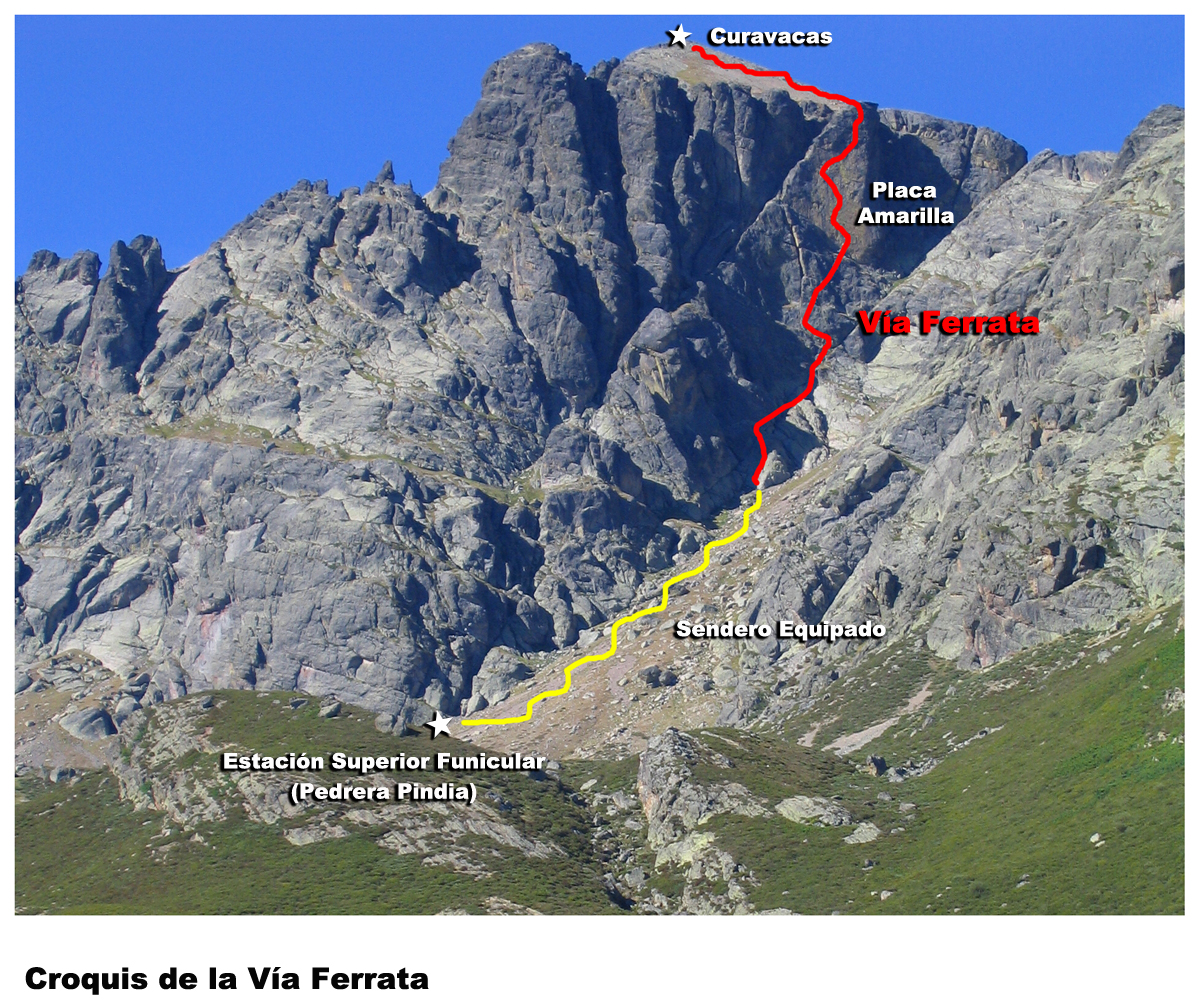 Curavacas
Placa
Amarilla
Vía Ferrata
Sendero Equipado
Estación Superior Funicular
(Pedrera Pindia)
Croquis de la Vía Ferrata